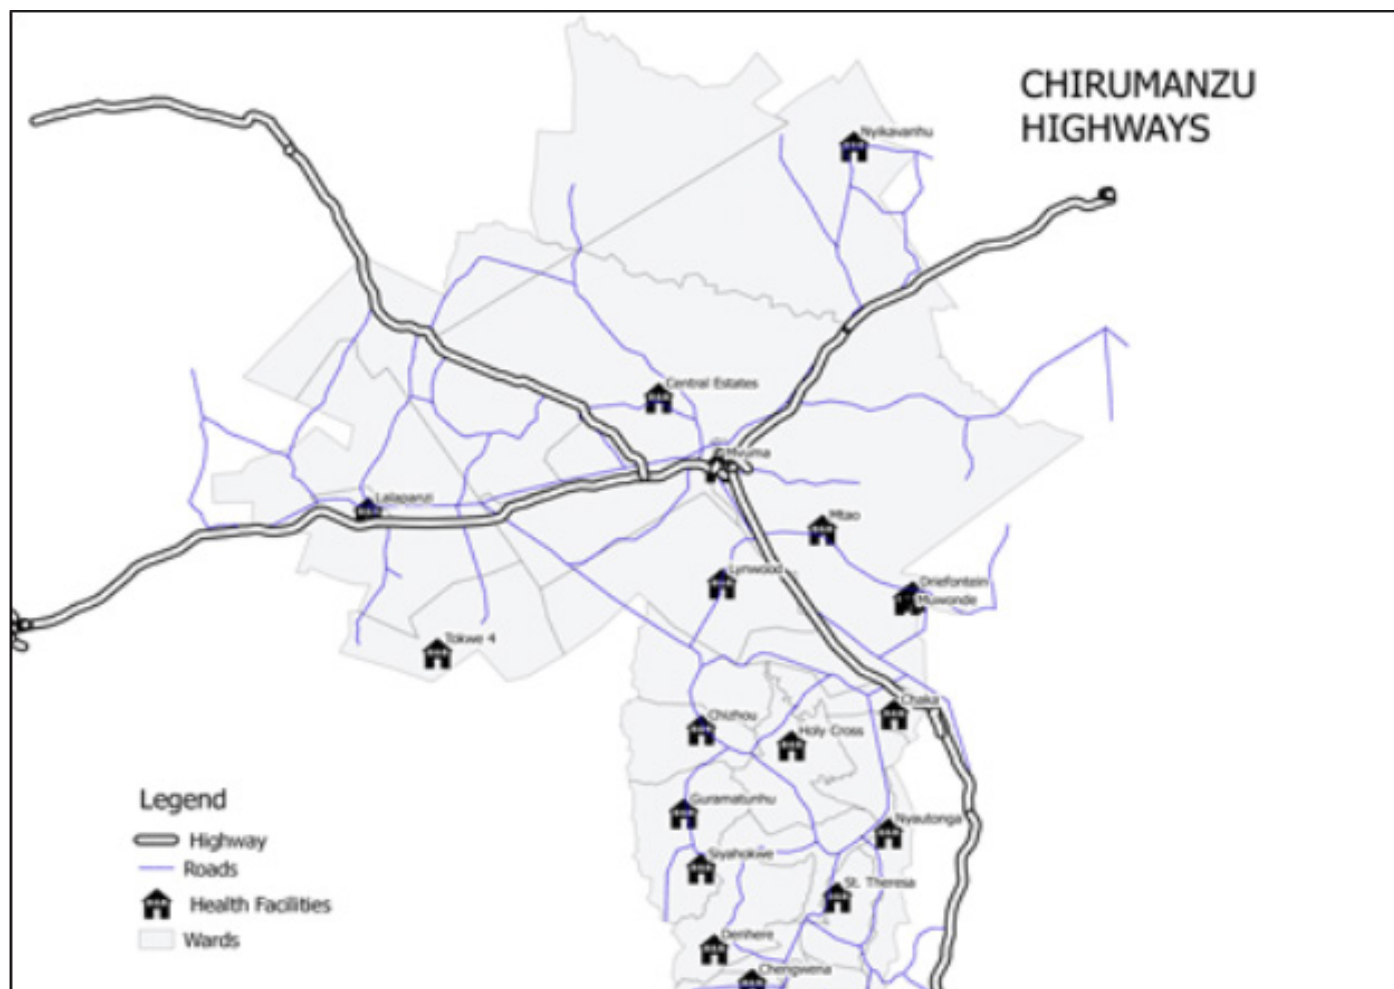 CHIRUMANZU
HIGHWAYS
Nyikavanhu
Central Estates
Mvuma
Lalapanzi
Mtao
Lynwood
Driefontein
Muwonde
Tokwe 4
Chaka
Chizhou
Holy Cross
Guramatunhu
Nyautonga
Siyahokwe
St. Theresa
Denhere
Chengwena
Legend
Highway
Roads
Health Facilities
Wards